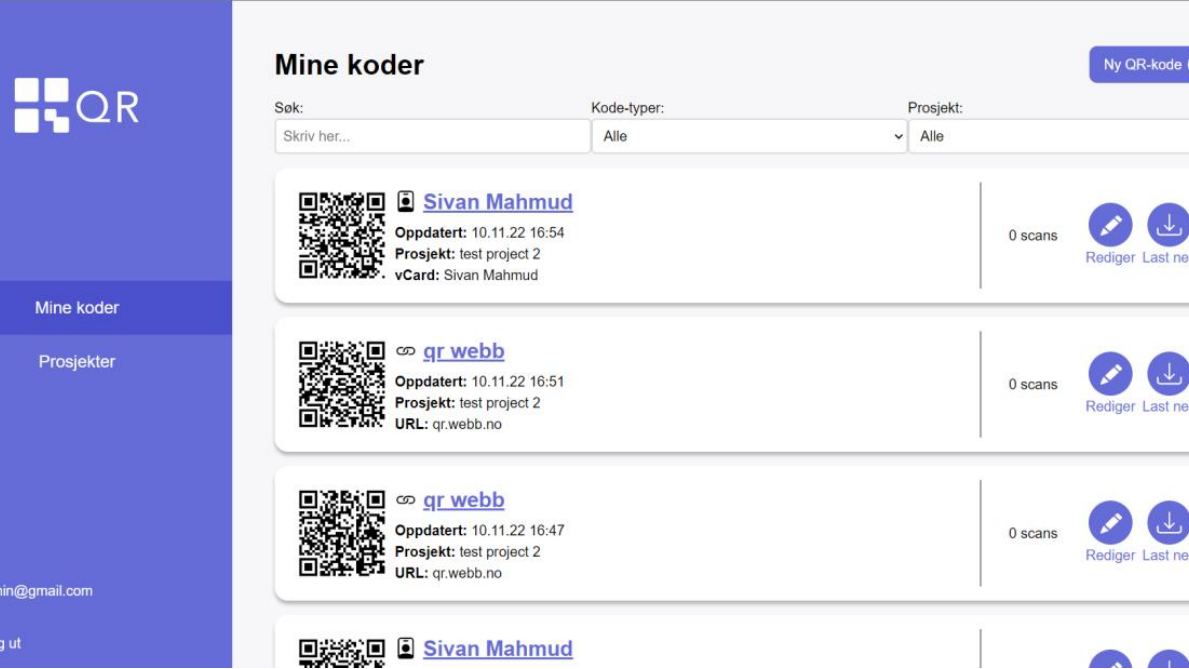 QR
Mine koder
Prosjekter
in@gmail.com
g ut
Mine koder
Ny QR-kode
Søk:
Kode-typer:
Prosjekt:
Skriv her...
Alle
Alle
Sivan Mahmud
Oppdatert: 10.11.22 16:54
Prosjekt: test project 2
vCard: Sivan Mahmud
0 scans
Rediger
Last ne
qr webb
Oppdatert: 10.11.22 16:51
Prosjekt: test project 2
URL: qr.webb.no
0 scans
Rediger
Last ne
qr webb
Oppdatert: 10.11.22 16:47
Prosjekt: test project 2
URL: qr.webb.no
0 scans
Rediger
Last ne
Sivan Mahmud